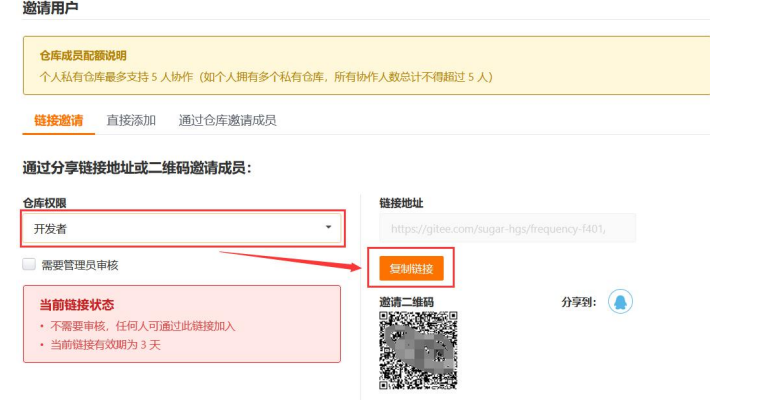 邀请用户
仓库成员配额说明
个人私有仓库最多支持 5 人协作（如个人拥有多个私有仓库，所有协作人数总计不得超过 5 人）
链接邀请 直接添加 通过仓库邀请成员
通过分享链接地址或二维码邀请成员：
仓库权限
开发者
需要管理员审核
当前链接状态
• 不需要审核，任何人可通过此链接加入
• 当前链接有效期为 3 天
链接地址
https://gitee.com/sugar-hgs/frequency-f401,
复制链接
邀请二维码
分享到：